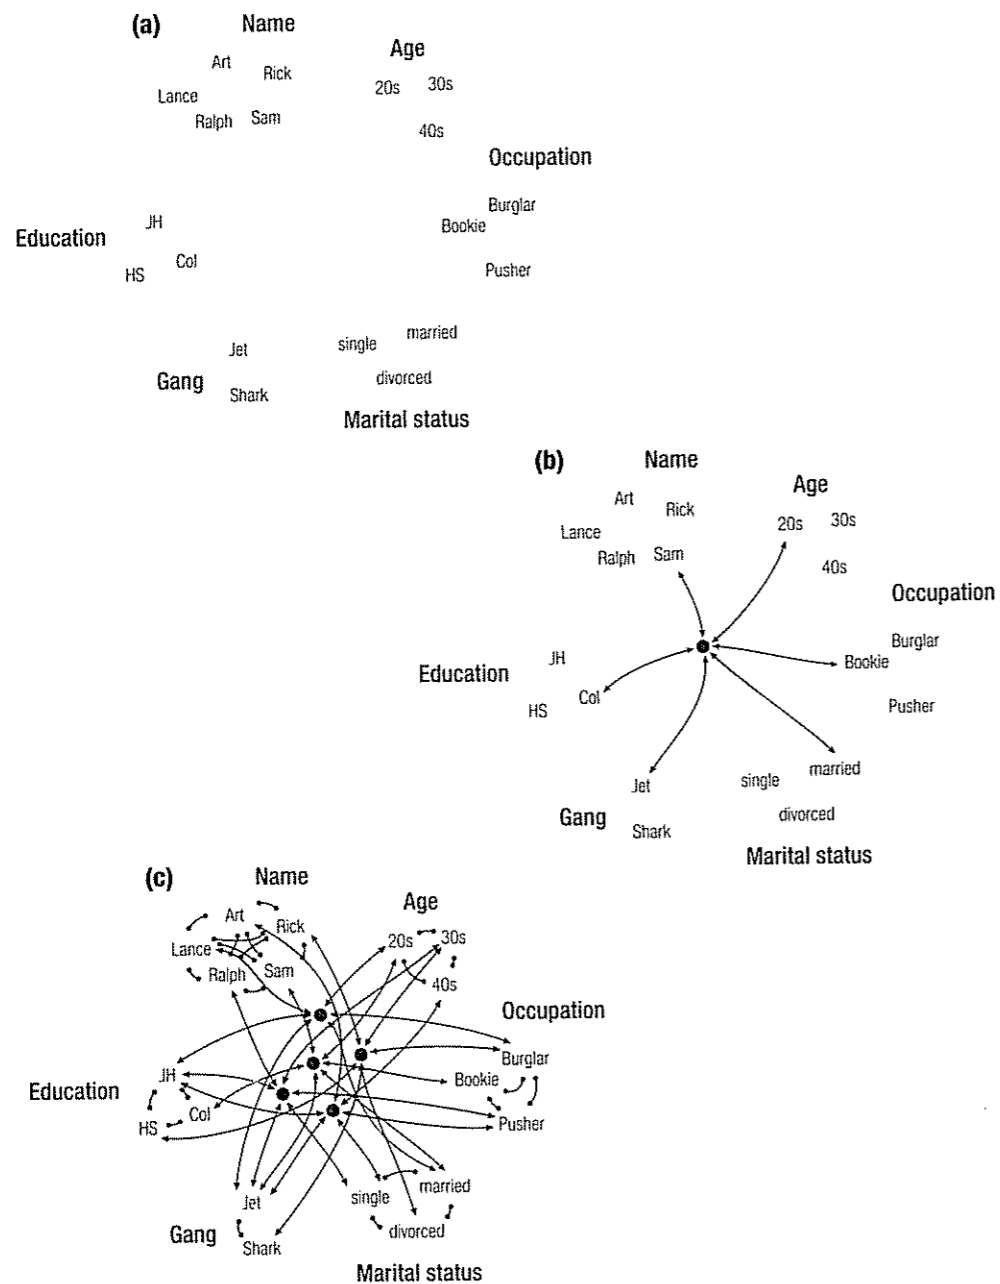 (a)
Name
Art
Rick
Lance
Ralph
Sam
Age
20s
30s
40s
Occupation
Burglar
Bookie
Pusher
Education
JH
Col
HS
Jet
Gang
Shark
single
married
divorced
Marital status
(b)
Name
Art
Rick
Lance
Ralph
Sam
Age
20s
30s
40s
Occupation
Burglar
Bookie
Pusher
Education
JH
Col
HS
Jet
Gang
Shark
single
married
divorced
Marital status
(c)
Name
Art
Rick
Lance
Ralph
Sam
Age
20s
30s
40s
Occupation
Burglar
Bookie
Pusher
Education
JH
Col
HS
Jet
Gang
Shark
single
married
divorced
Marital status